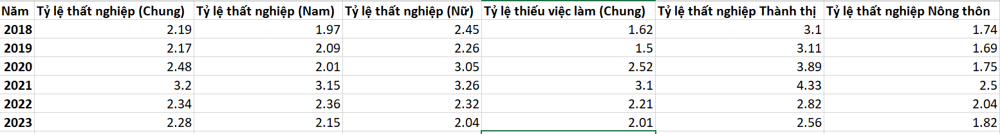 Năm Tỷ lệ thất nghiệp (Chung) Tỷ lệ thất nghiệp (Nam) Tỷ lệ thất nghiệp (Nữ) Tỷ lệ thiếu việc làm (Chung) Tỷ lệ thất nghiệp Thành thị Tỷ lệ thất nghiệp Nông thôn
2018 2.19 1.97 2.45 1.62 3.1 1.74
2019 2.17 2.09 2.26 1.5 3.11 1.69
2020 2.48 2.01 3.05 2.52 3.89 1.75
2021 3.2 3.15 3.26 3.1 4.33 2.5
2022 2.34 2.36 2.32 2.21 2.82 2.04
2023 2.28 2.15 2.04 2.01 2.56 1.82